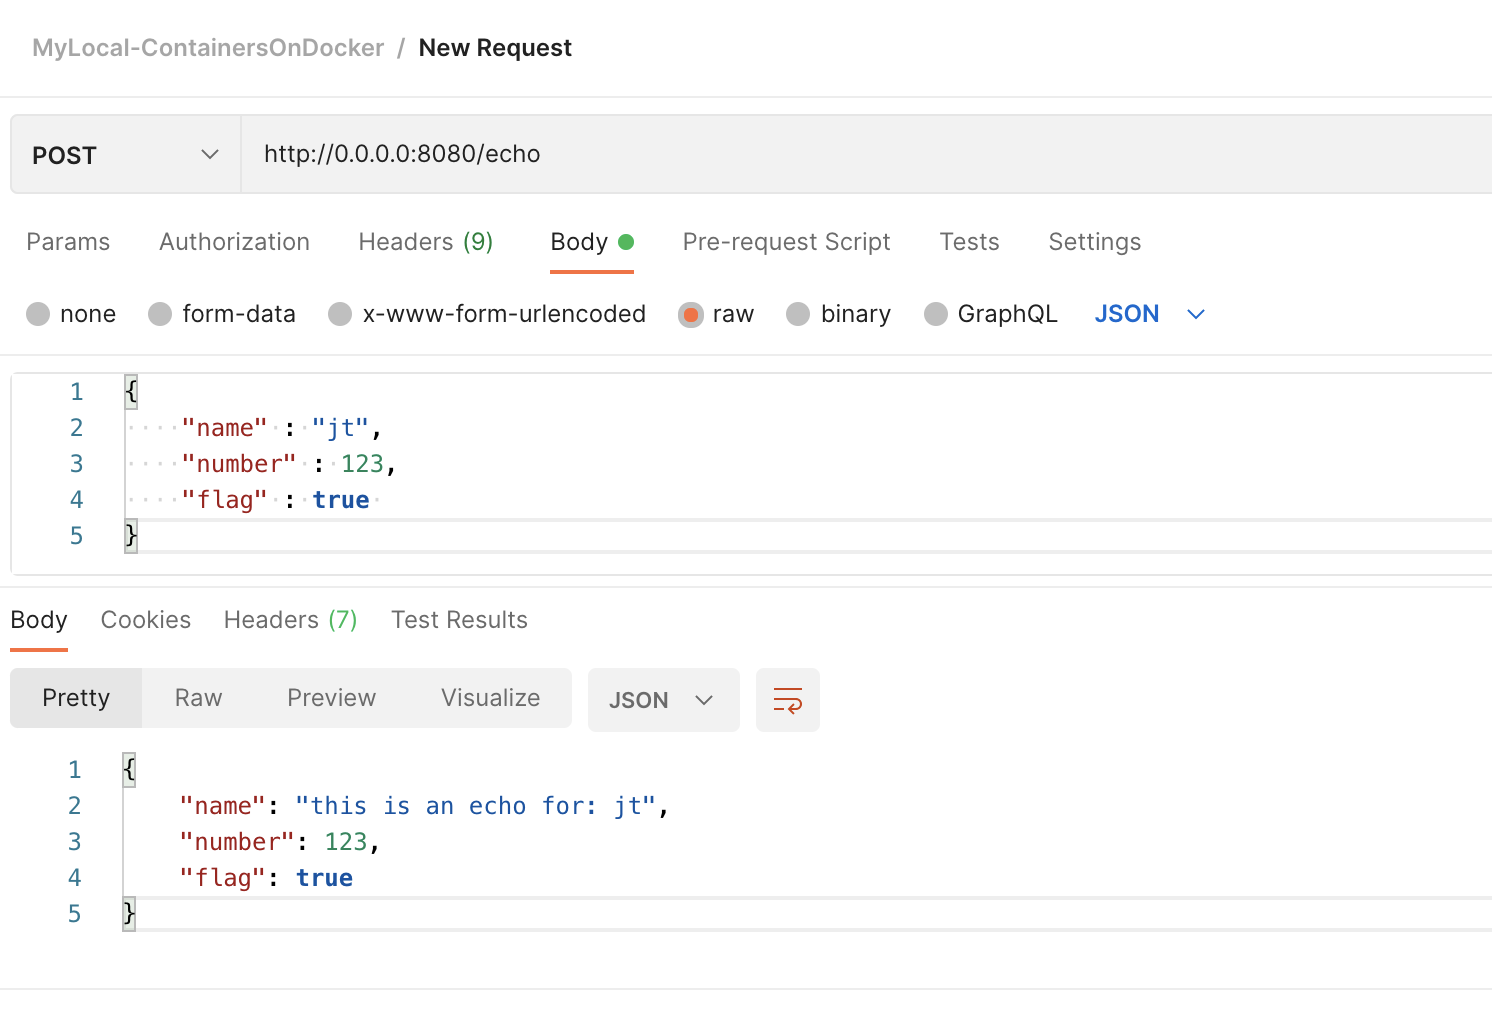 MyLocal-ContainersOnDocker / New Request
POST http://0.0.0.0:8080/echo
Params Authorization Headers (9) Body Pre-request Script Tests Settings
none form-data x-www-form-urlencoded raw binary GraphQL JSON
1 {
2 "name" : "jt",
3 "number" : 123,
4 "flag" : true
5 }
Body Cookies Headers (7) Test Results
Pretty Raw Preview Visualize JSON
1 {
2 "name": "this is an echo for: jt",
3 "number": 123,
4 "flag": true
5 }